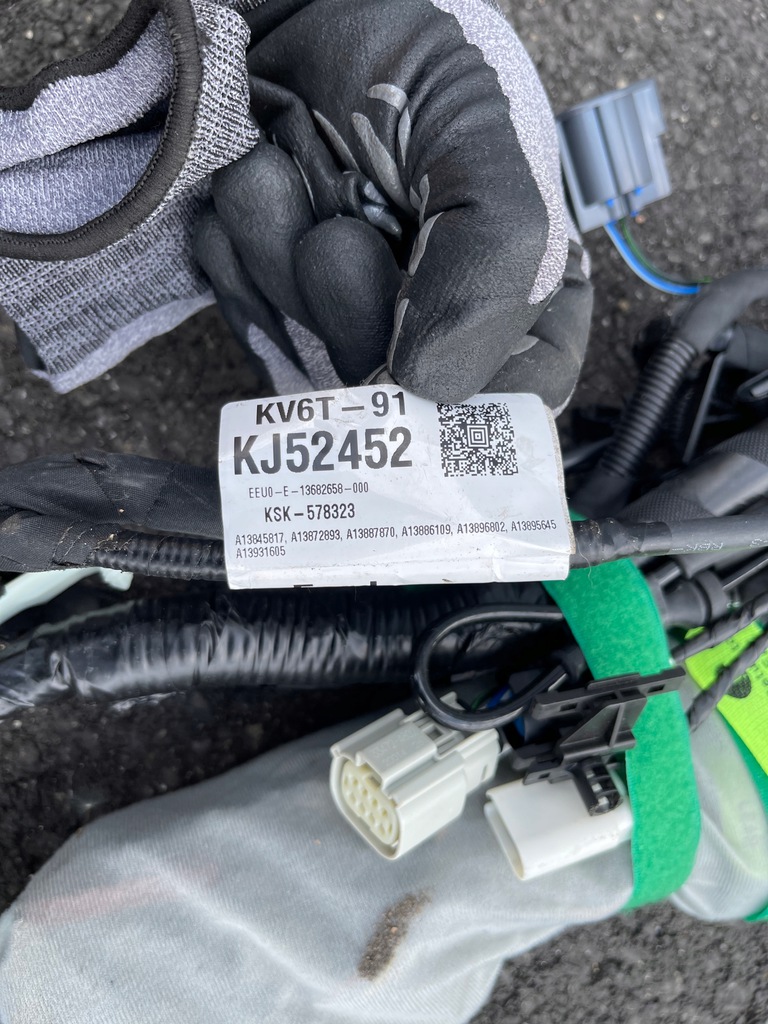 KV6T-91
KJ52452
EEU0-E-13682658-000
KSK-578323
A13845817, A13872893, A13887870, A13886109, A13896802, A13895645
A13931605